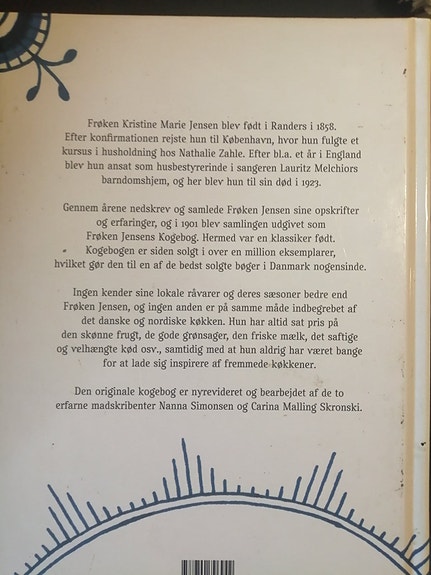 Frøken Kristine Marie Jensen blev født i Randers i 1858.
Efter konfirmationen rejste hun til København, hvor hun fulgte et
kursus i husholdning hos Nathalie Zahle. Efter bl.a. et år i England
blev hun ansat som husbestyrerinde i sangeren Lauritz Melchiors
barndomshjem, og her blev hun til sin død i 1923.
Gennem årene nedskrev og samlede Frøken Jensen sine opskrifter
og erfaringer, og i 1901 blev samlingen udgivet som
Frøken Jensens Kogebog. Hermed var en klassiker født.
Kogebogen er siden solgt i over en million eksemplarer,
hvilket gør den til en af de bedst solgte bøger i Danmark nogensinde.
Ingen kender sine lokale råvarer og deres sæsoner bedre end
Frøken Jensen, og ingen anden er på samme måde indbegrebet af
det danske og nordiske køkken. Hun har altid sat pris på
den skønne frugt, de gode grønsager, den friske mælk, det saftige
og velhængte kød osv., samtidig med at hun aldrig har været bange
for at lade sig inspirere af fremmede køkkener.
Den originale kogebog er nyrevideret og bearbejdet af de to
erfarne madskribenter Nanna Simonsen og Carina Malling Skronski.